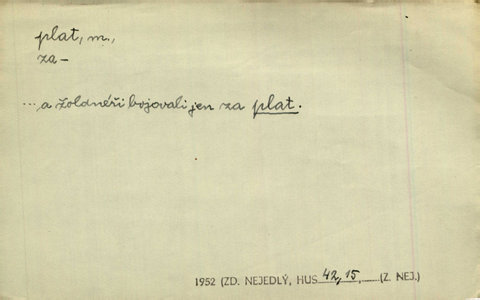 plat, m.,
za –
... a žoldnéři bojovali jen za plat.
1952 (ZD. NEJEDLÝ, HUS 42, 15, (Z. NEJ.)